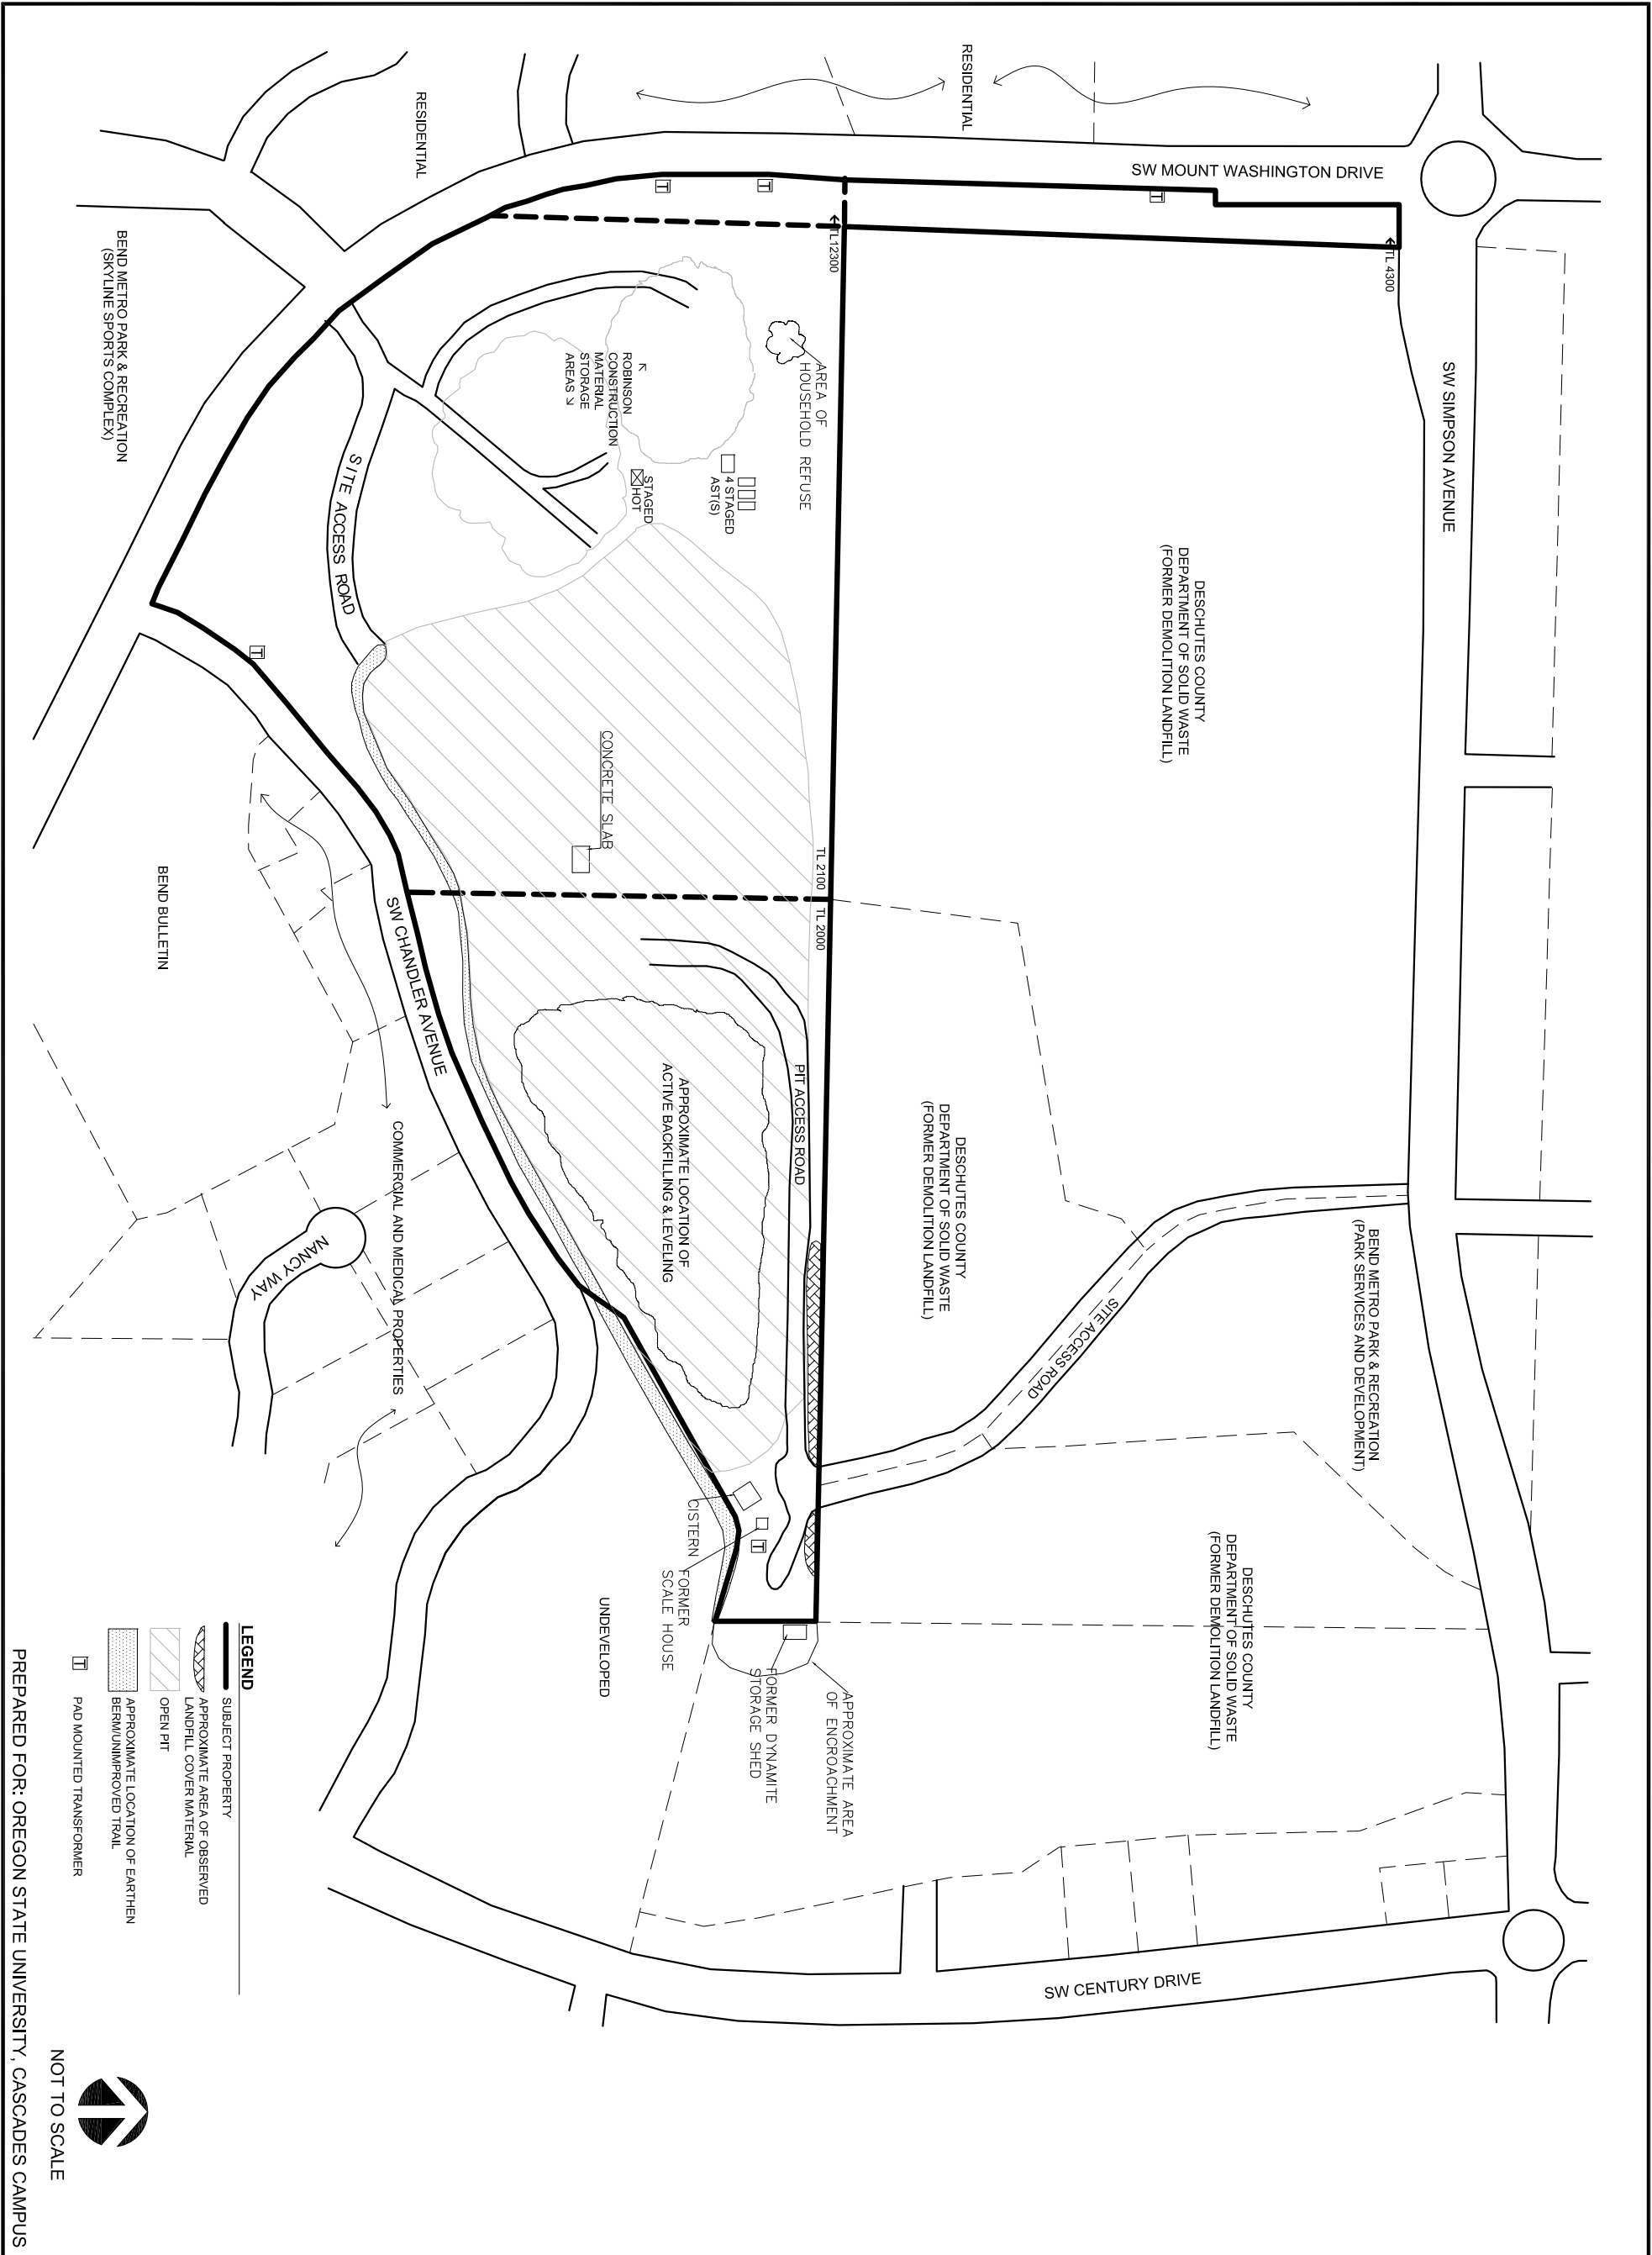 RESIDENTIAL
RESIDENTIAL
SW MOUNT WASHINGTON DRIVE
SW SIMPSON AVENUE
TL 4300
TL12300
BEND METRO PARK & RECREATION
(SKYLINE SPORTS COMPLEX)
AREA OF
HOUSEHOLD REFUSE
ROBINSON
CONSTRUCTION
MATERIAL
STORAGE
AREAS
4 STAGED
AST(S)
STAGED
HOT
SITE ACCESS ROAD
DESCHUTES COUNTY
DEPARTMENT OF SOLID WASTE
(FORMER DEMOLITION LANDFILL)
CONCRETE SLAB
TL 2100
TL 2000
BEND BULLETIN
SW CHANDLER AVENUE
PIT ACCESS ROAD
APPROXIMATE LOCATION OF
ACTIVE BACKFILLING & LEVELING
DESCHUTES COUNTY
DEPARTMENT OF SOLID WASTE
(FORMER DEMOLITION LANDFILL)
COMMERCIAL AND MEDICAL PROPERTIES
NANCY WAY
SITE ACCESS ROAD
BEND METRO PARK & RECREATION
(PARK SERVICES AND DEVELOPMENT)
CISTERN
FORMER
SCALE HOUSE
UNDEVELOPED
FORMER DYNAMITE
STORAGE SHED
APPROXIMATE AREA
OF ENCROACHMENT
DESCHUTES COUNTY
DEPARTMENT OF SOLID WASTE
(FORMER DEMOLITION LANDFILL)
SW CENTURY DRIVE
LEGEND
SUBJECT PROPERTY
APPROXIMATE AREA OF OBSERVED
LANDFILL COVER MATERIAL
OPEN PIT
APPROXIMATE LOCATION OF EARTHEN
BERM/UNIMPROVED TRAIL
T
PAD MOUNTED TRANSFORMER
T
T
T
T
T
NOT TO SCALE
PREPARED FOR: OREGON STATE UNIVERSITY, CASCADES CAMPUS